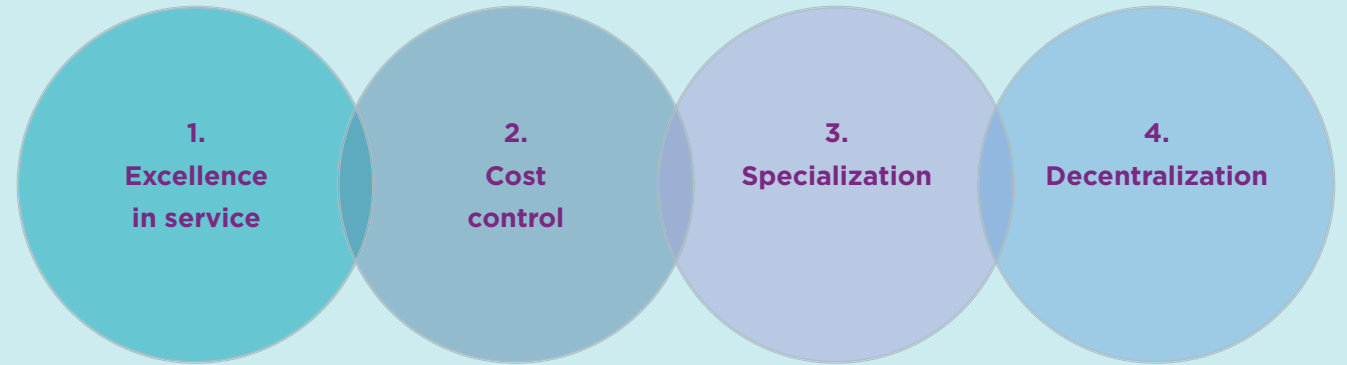 1.
Excellence
in service
2.
Cost
control
3.
Specialization
4.
Decentralization